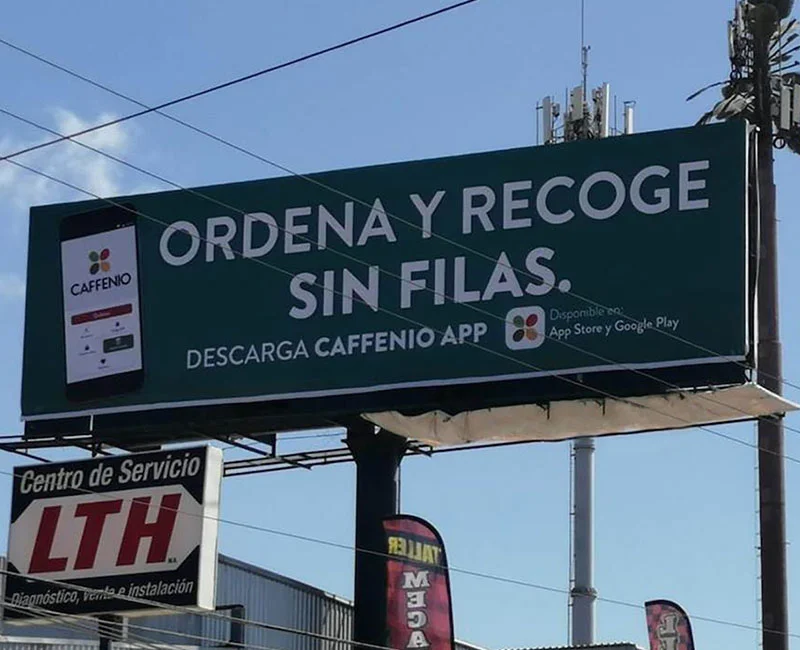 ORDENA Y RECOGE
SIN FILAS.
CAFFENIO
DESCARGA CAFFENIO APP
Disponible en:
App Store y Google Play
Centro de Servicio
LTH
Diagnóstico, venta e instalación
TALLER
MECA